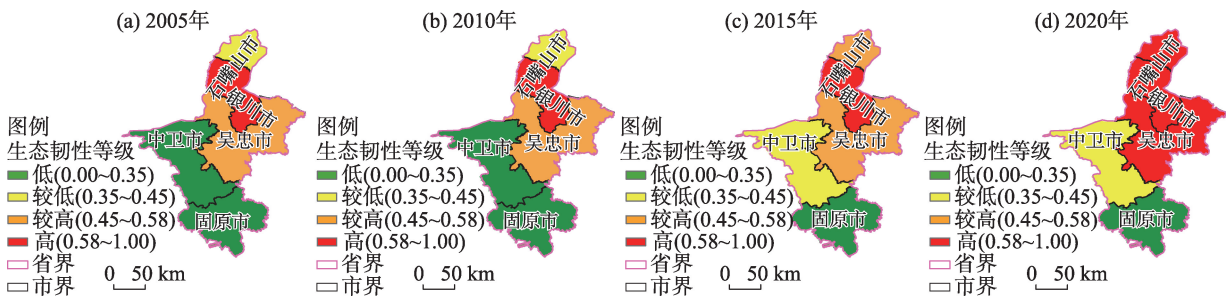 (a) 2005年
石嘴山市
银川市
中卫市
吴忠市
固原市
图例
生态韧性等级
低(0.00~0.35)
较低(0.35~0.45)
较高(0.45~0.58)
高(0.58~1.00)
省界
市界
0 50 km
(b) 2010年
石嘴山市
银川市
中卫市
吴忠市
固原市
图例
生态韧性等级
低(0.00~0.35)
较低(0.35~0.45)
较高(0.45~0.58)
高(0.58~1.00)
省界
市界
0 50 km
(c) 2015年
石嘴山市
银川市
中卫市
吴忠市
固原市
图例
生态韧性等级
低(0.00~0.35)
较低(0.35~0.45)
较高(0.45~0.58)
高(0.58~1.00)
省界
市界
0 50 km
(d) 2020年
石嘴山市
银川市
中卫市
吴忠市
固原市
图例
生态韧性等级
低(0.00~0.35)
较低(0.35~0.45)
较高(0.45~0.58)
高(0.58~1.00)
省界
市界
0 50 km